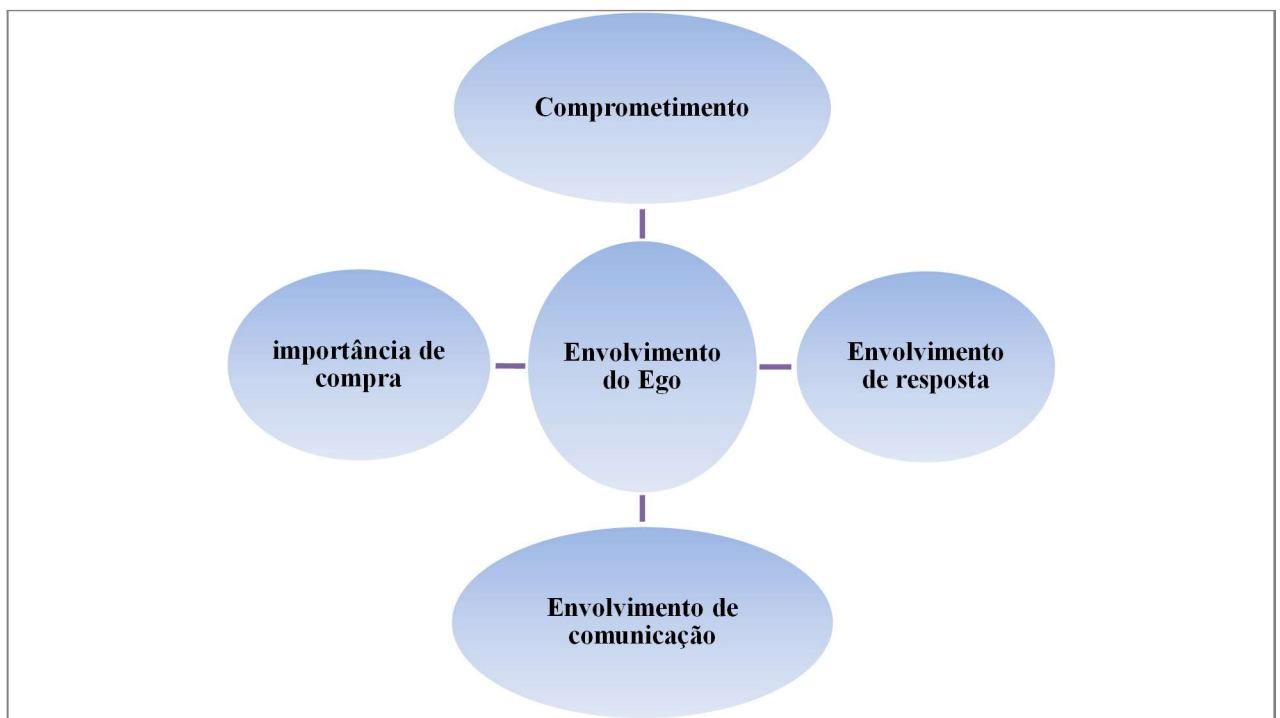 Comprometimento
importância de
compra
Envolvimento
do Ego
Envolvimento
de resposta
Envolvimento de
comunicação